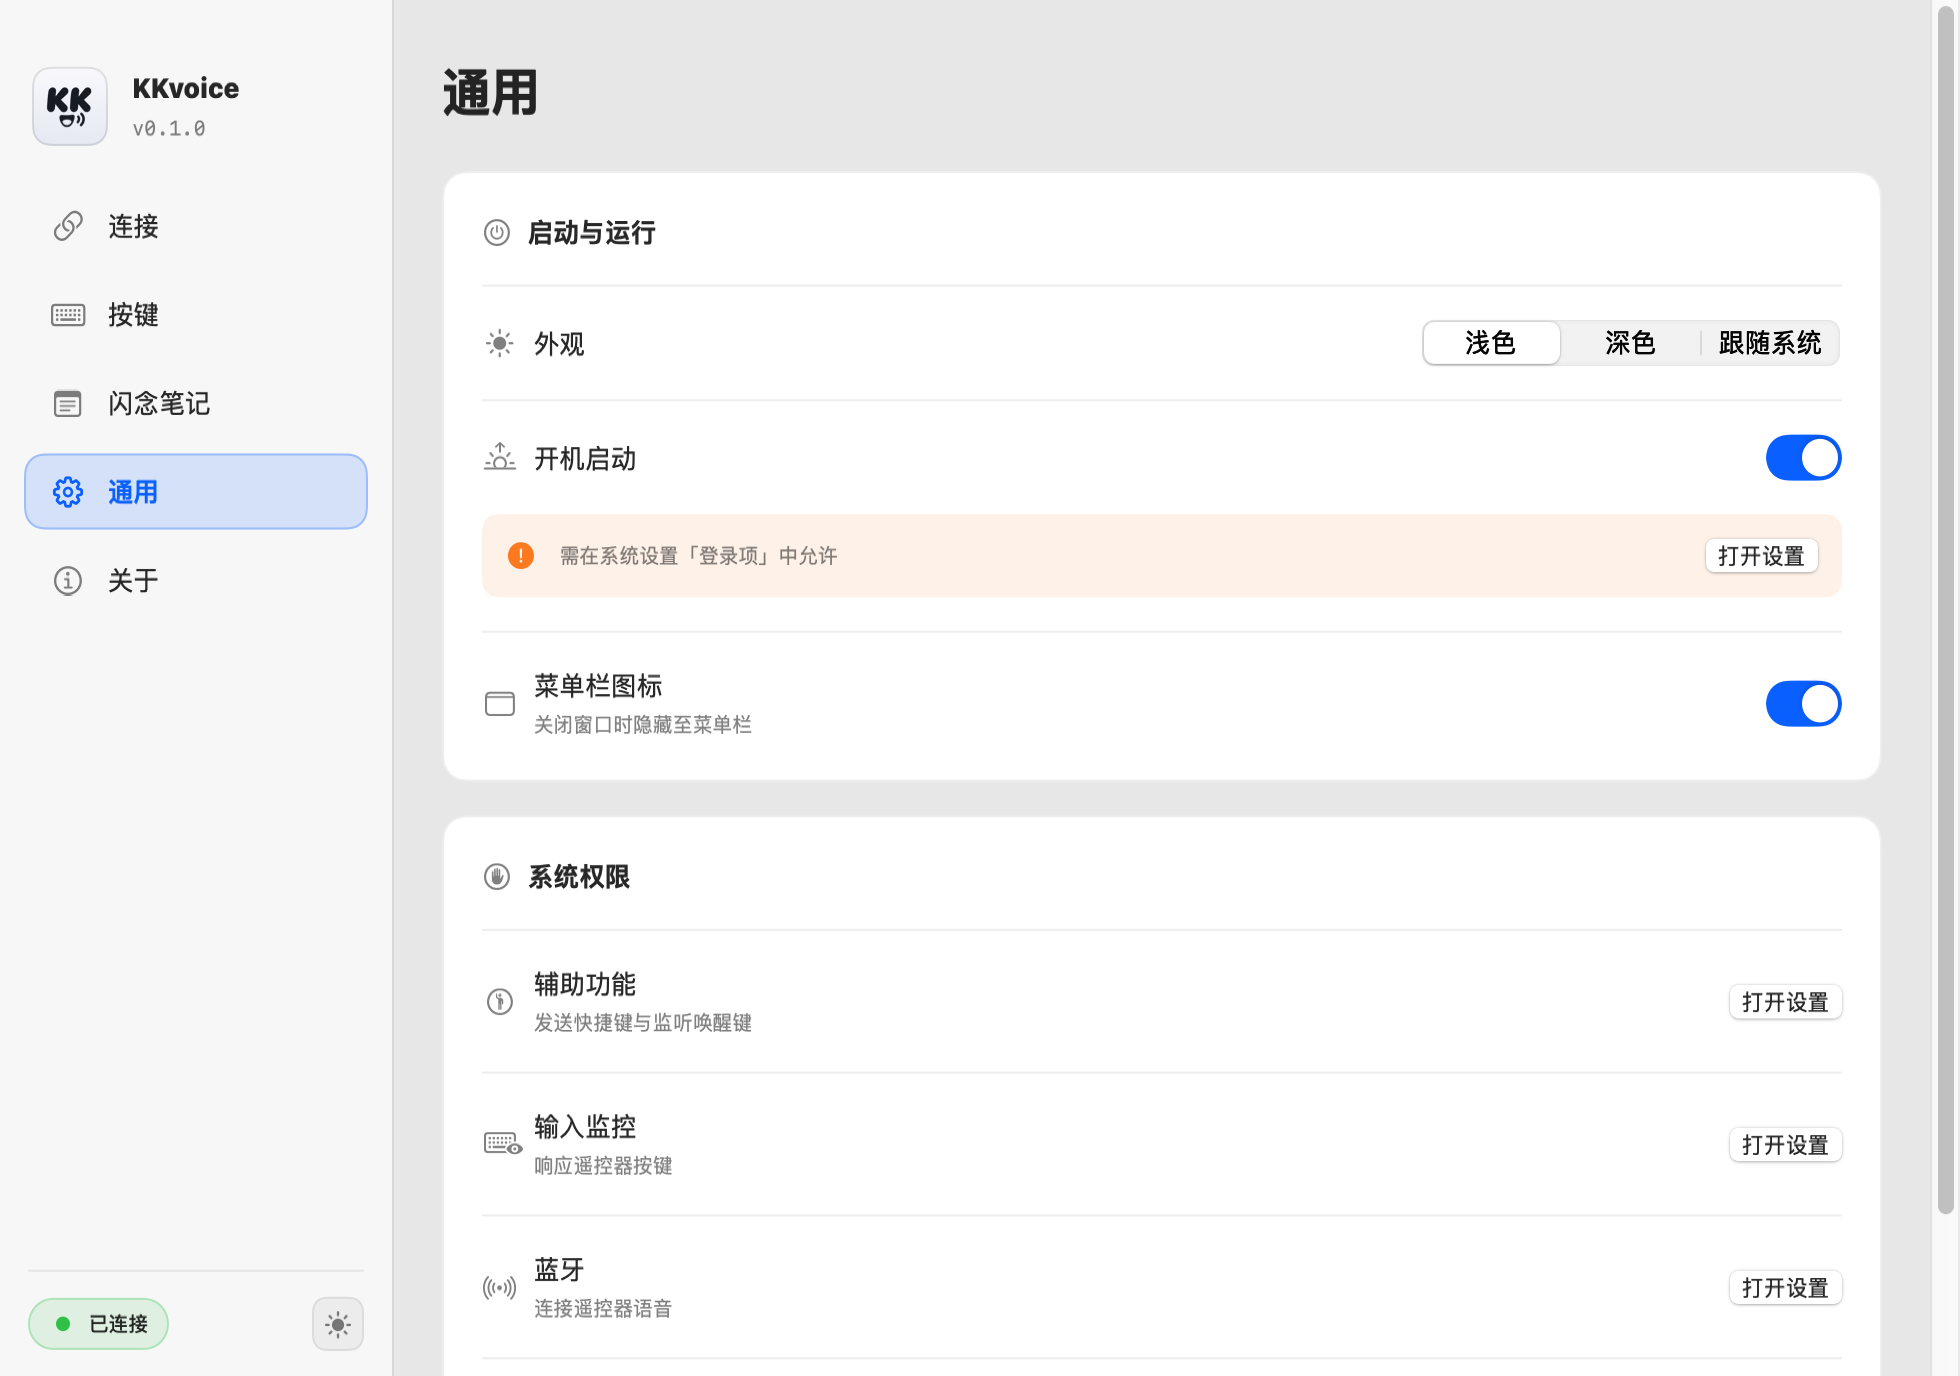 KK
KKvoice
v0.1.0
连接
按键
闪念笔记
通用
关于
已连接
通用
启动与运行
外观
浅色 深色 跟随系统
开机启动
需在系统设置「登录项」中允许 打开设置
菜单栏图标
关闭窗口时隐藏至菜单栏
系统权限
辅助功能
发送快捷键与监听唤醒键
打开设置
输入监控
响应遥控器按键
打开设置
蓝牙
连接遥控器语音
打开设置